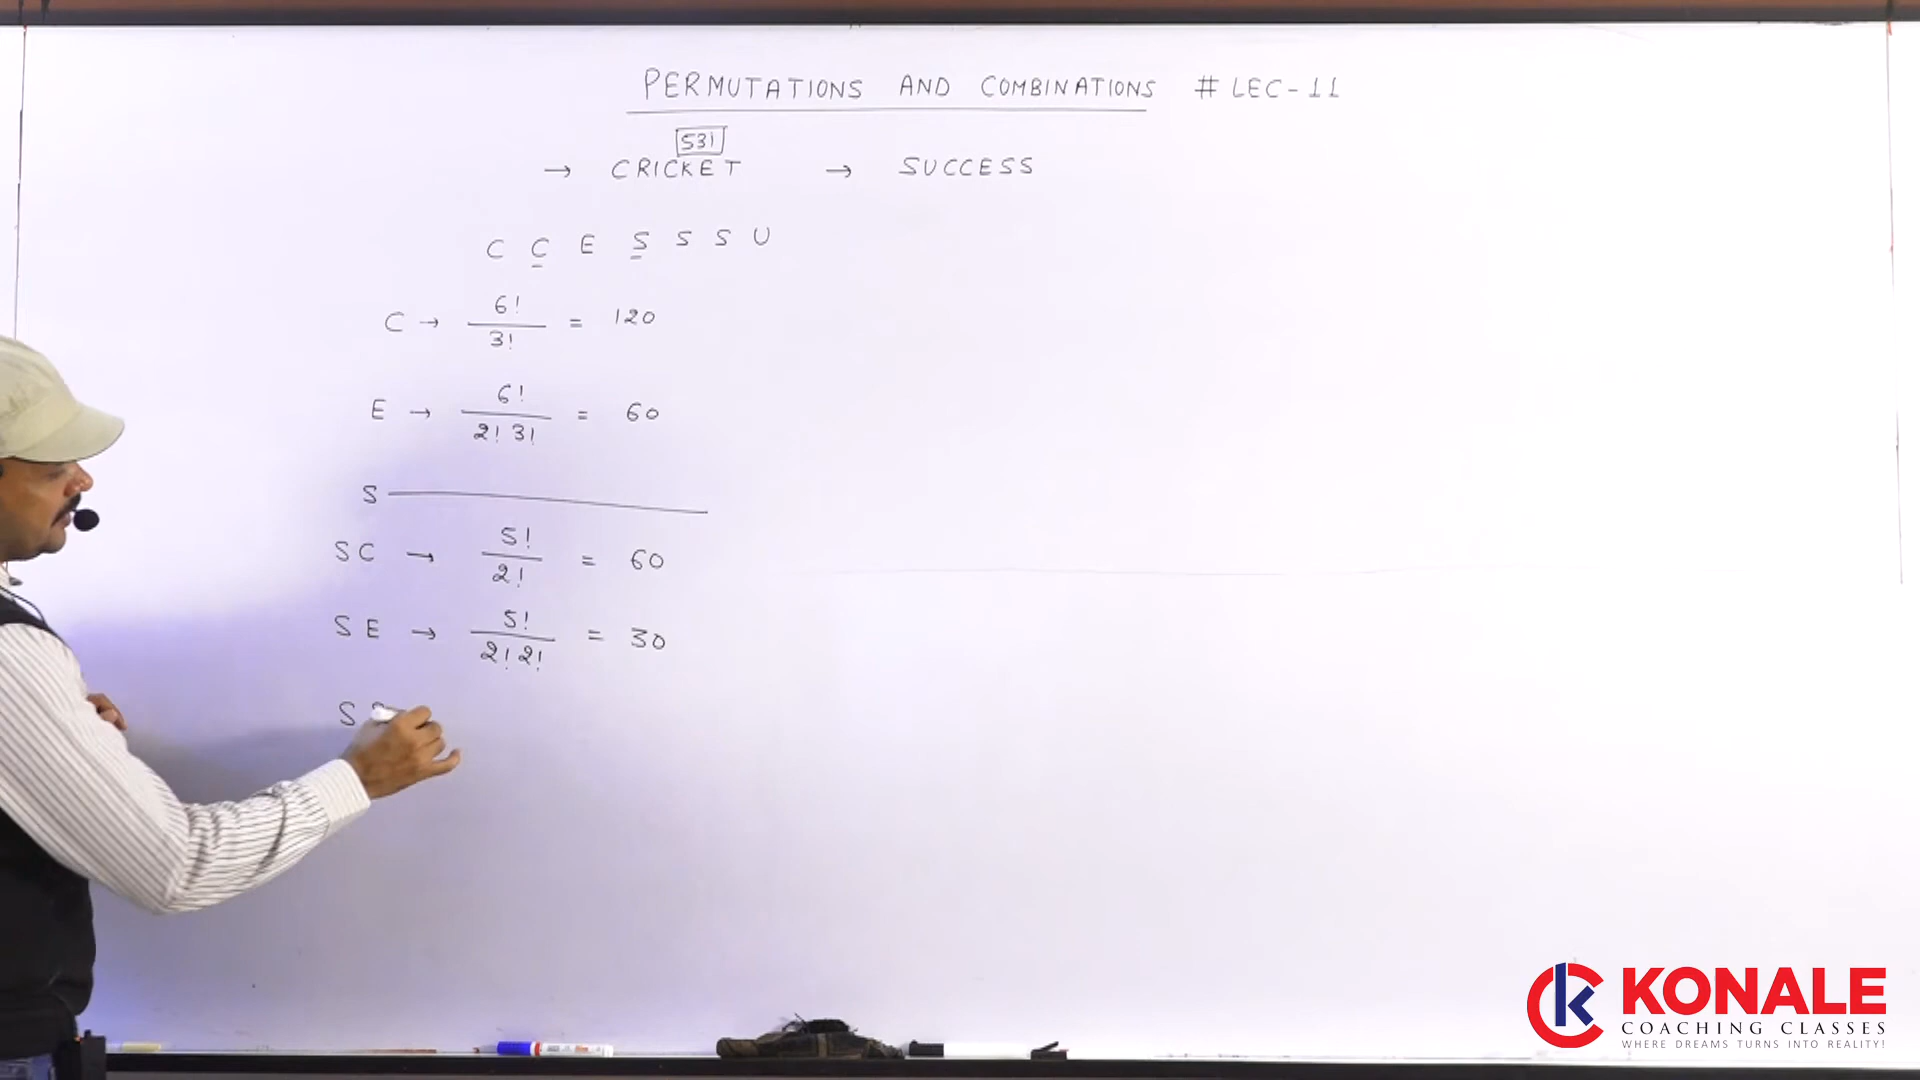 PERMUTATIONS AND COMBINATIONS # LEC-11
531
→ CRICKET → SUCCESS
C C E S S S U
C → 6!/3! = 120
E → 6!/2! 3! = 60
S
SC → 5!/2! = 60
SE → 5!/2! 2! = 30
S
KONALE
COACHING CLASSES
WHERE DREAMS TURNS INTO REALITY!